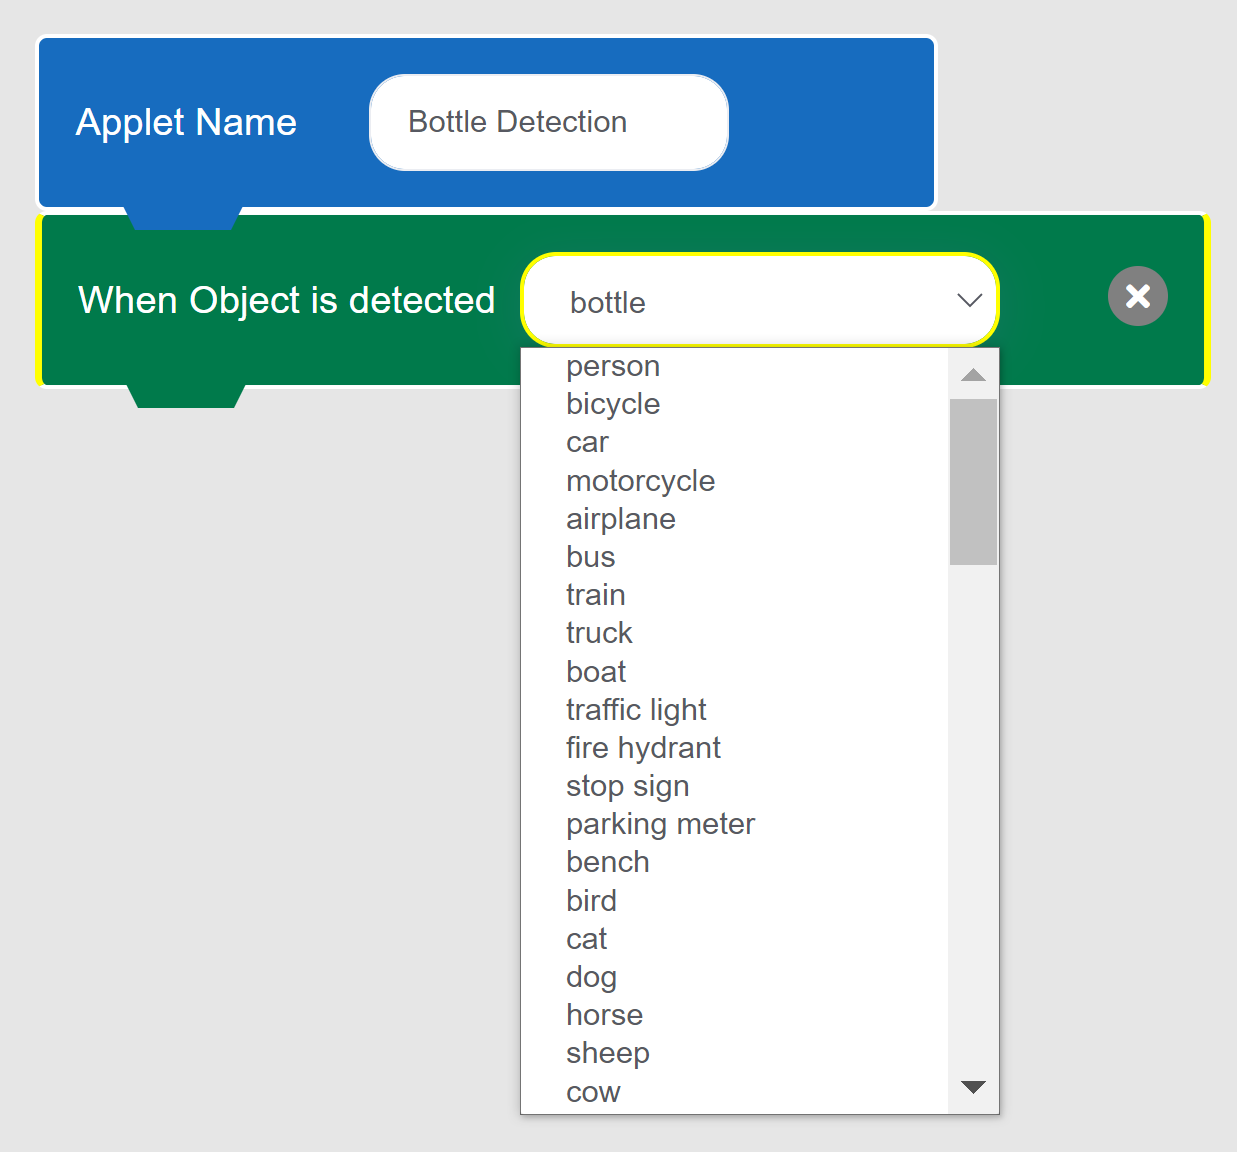 Applet Name
Bottle Detection
When Object is detected
bottle
person
bicycle
car
motorcycle
airplane
bus
train
truck
boat
traffic light
fire hydrant
stop sign
parking meter
bench
bird
cat
dog
horse
sheep
cow